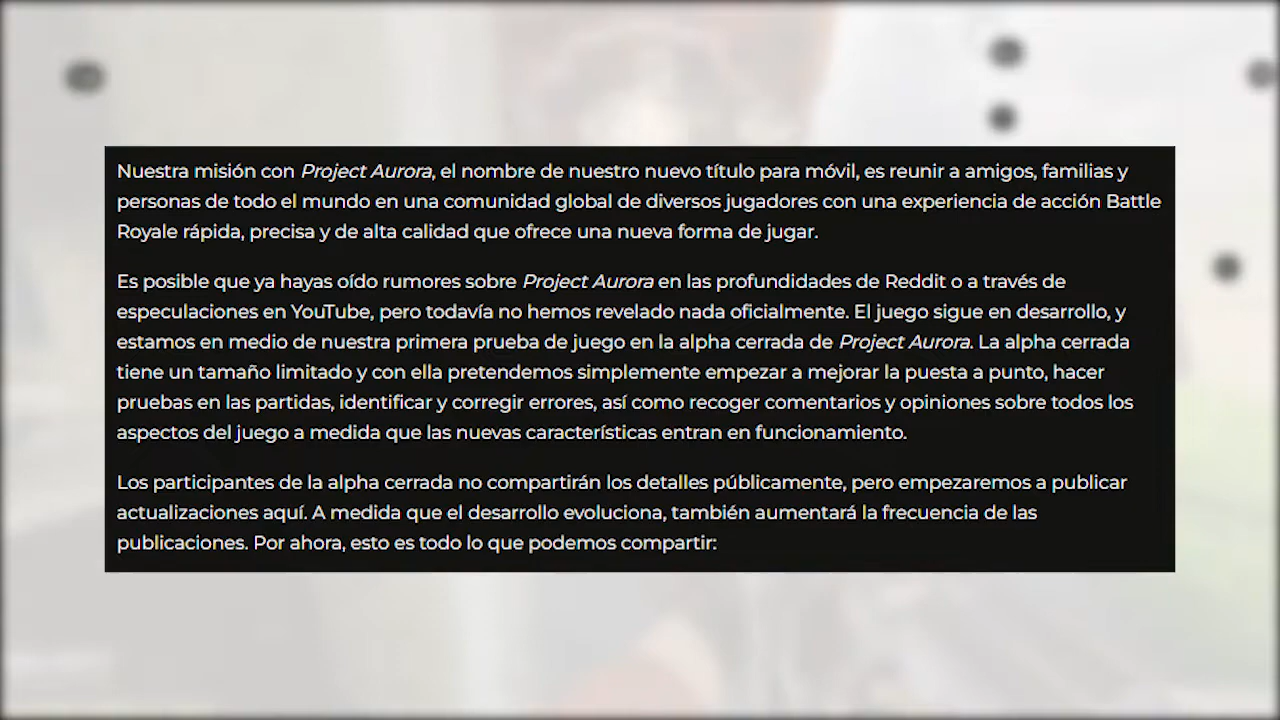 Nuestra misión con Project Aurora, el nombre de nuestro nuevo título para móvil, es reunir a amigos, familias y
personas de todo el mundo en una comunidad global de diversos jugadores con una experiencia de acción Battle
Royale rápida, precisa y de alta calidad que ofrece una nueva forma de jugar.
Es posible que ya hayas oído rumores sobre Project Aurora en las profundidades de Reddit o a través de
especulaciones en YouTube, pero todavía no hemos revelado nada oficialmente. El juego sigue en desarrollo, y
estamos en medio de nuestra primera prueba de juego en la alpha cerrada de Project Aurora. La alpha cerrada
tiene un tamaño limitado y con ella pretendemos simplemente empezar a mejorar la puesta a punto, hacer
pruebas en las partidas, identificar y corregir errores, así como recoger comentarios y opiniones sobre todos los
aspectos del juego a medida que las nuevas características entran en funcionamiento.
Los participantes de la alpha cerrada no compartirán los detalles públicamente, pero empezaremos a publicar
actualizaciones aquí. A medida que el desarrollo evoluciona, también aumentará la frecuencia de las
publicaciones. Por ahora, esto es todo lo que podemos compartir: